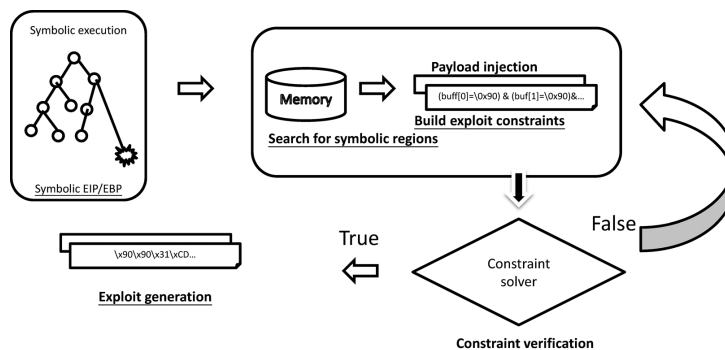 Symbolic execution
Symbolic EIP/EBP
Memory
Search for symbolic regions
Payload injection
(buff[0]=\0x90) & (buf[1]=\0x90)&...
Build exploit constraints
False
True
Constraint
solver
Constraint verification
\x90\x90\x31\xCD...
Exploit generation